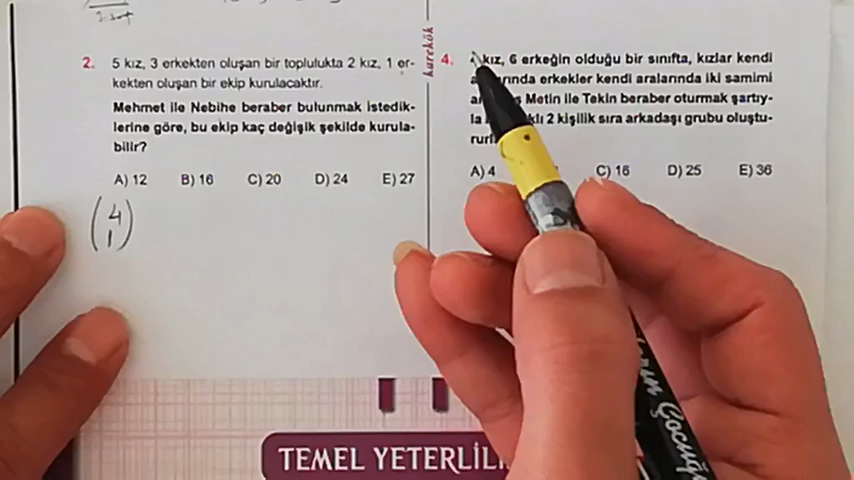 2. 5 kız, 3 erkekten oluşan bir toplulukta 2 kız, 1 er-
kekten oluşan bir ekip kurulacaktır.
Mehmet ile Nebihe beraber bulunmak istedik-
lerine göre, bu ekip kaç değişik şekilde kurula-
bilir?
A) 12 B) 16 C) 20 D) 24 E) 27
(4
1)
karekök
4. kız, 6 erkeğin olduğu bir sınıfta, kızlar kendi
erkekler kendi aralarında iki samimi
Metin ile Tekin beraber oturmak şartıy-
la 2 kişilik sıra arkadaşı grubu oluştu-
A) 4 C) 16 D) 25 E) 36
TEMEL